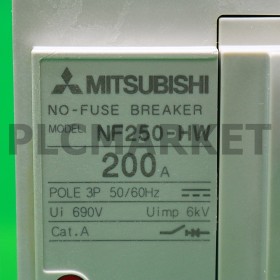 MITSUBISHI
NO-FUSE BREAKER
MODEL NF250-HW
200A
POLE 3P 50/60Hz
Ui 690V Uimp 6kV
Cat.A
PLCMARKET